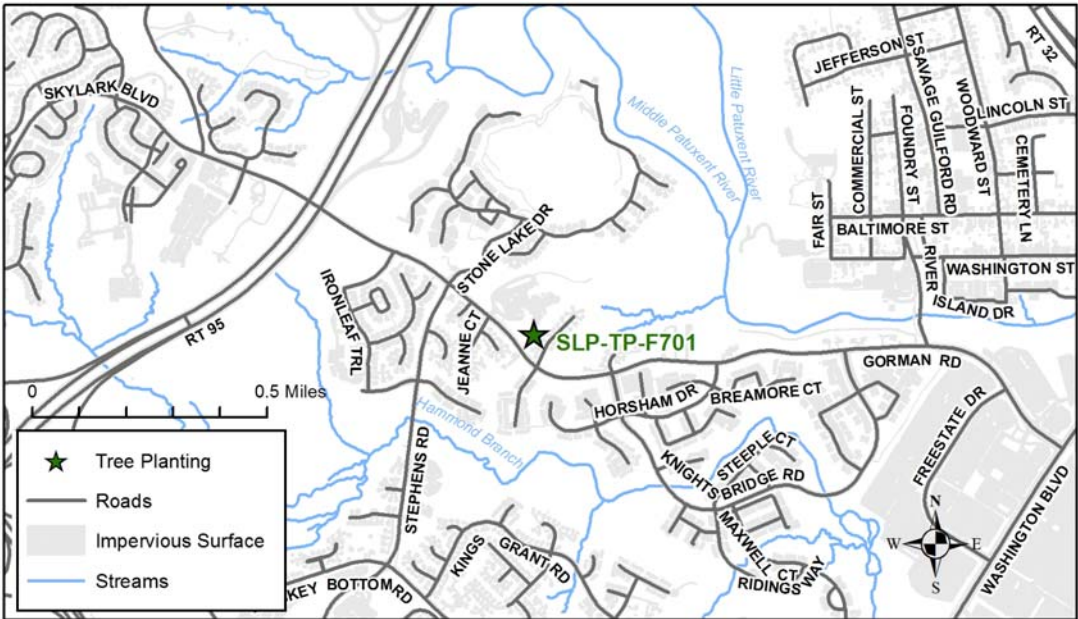 SKYLARK BLVD
JEFFERSON ST
RT 32
SAVAGE GUILFORD RD
WOODWARD ST
LINCOLN ST
COMMERCIAL ST
FOUNDRY ST
CEMETERY LN
Little Patuxent River
Middle Patuxent River
FAIR ST
BALTIMORE ST
RIVER
ISLAND DR
WASHINGTON ST
STONE LAKE DR
IRONLEAF TRL
JEANNE CT
RT 95
SLP-TP-F701
GORMAN RD
HORSHAM DR
BREAMORE CT
FREESTATE DR
Hammond Branch
STEPHENS RD
KNIGHTS
BRIDGE RD
STEEPLE CT
MAXWELL CT
RIDINGS WAY
WASHINGTON BLVD
KINGS
GRANT RD
KEY BOTTOM RD
0
0.5 Miles
Tree Planting
Roads
Impervious Surface
Streams
N
W
E
S